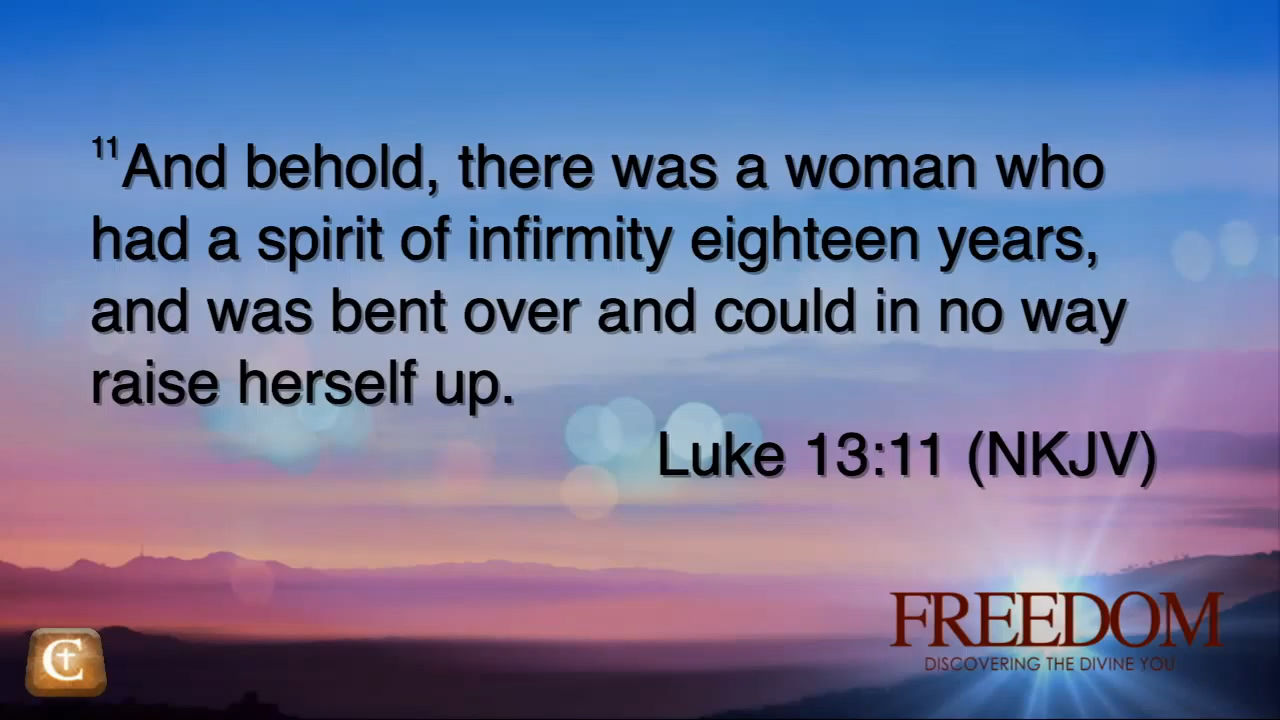 11And behold, there was a woman who
had a spirit of infirmity eighteen years,
and was bent over and could in no way
raise herself up.
Luke 13:11 (NKJV)
FREEDOM
DISCOVERING THE DIVINE YOU
C